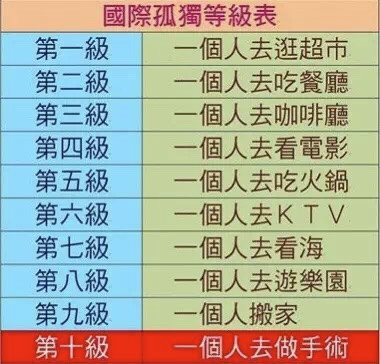 國際孤獨等級表
第一級 一個人去逛超市
第二級 一個人去吃餐廳
第三級 一個人去咖啡廳
第四級 一個人去看電影
第五級 一個人去吃火鍋
第六級 一個人去ＫＴＶ
第七級 一個人去看海
第八級 一個人去遊樂園
第九級 一個人搬家
第十級 一個人去做手術